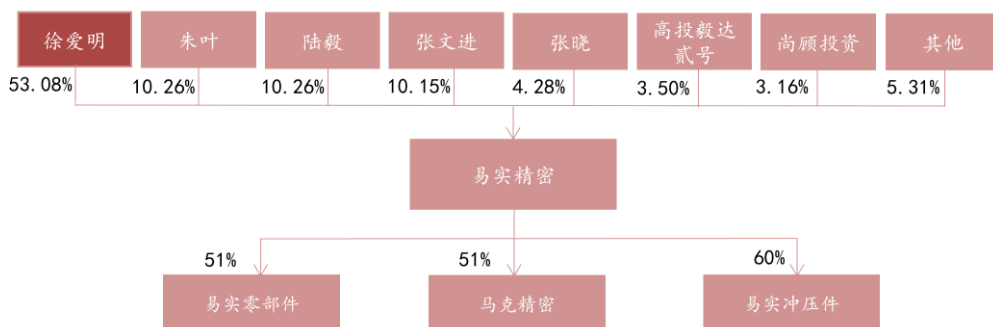 徐爱明
朱叶
陆毅
张文进
张晓
高投毅达
贰号
尚颀投资
其他
53.08%
10.26%
10.26%
10.15%
4.28%
3.50%
3.16%
5.31%
易实精密
51%
51%
60%
易实零部件
马克精密
易实冲压件